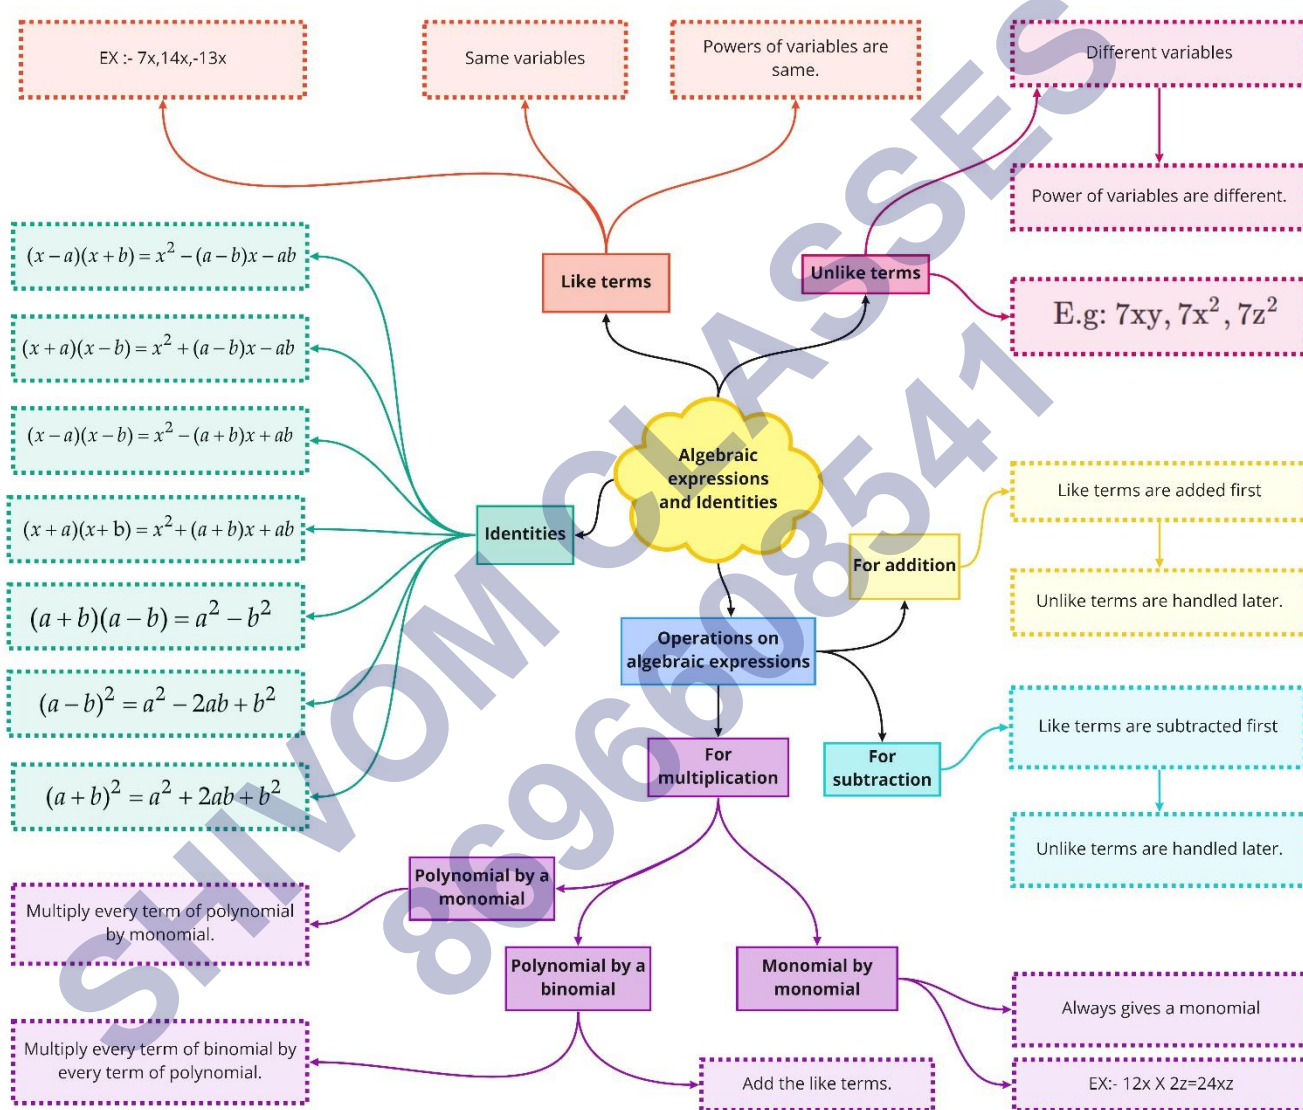 EX :- 7x,14x,-13x
Same variables
Powers of variables are
same.
Different variables
Power of variables are different.
Like terms
Unlike terms
E.g: 7xy, 7x², 7z²
(x − a)(x + b) = x² − (a − b)x − ab
(x + a)(x − b) = x² + (a − b)x − ab
(x − a)(x − b) = x² − (a + b)x + ab
(x + a)(x + b) = x² + (a + b)x + ab
(a + b)(a − b) = a² − b²
(a − b)² = a² − 2ab + b²
(a + b)² = a² + 2ab + b²
Identities
Algebraic
expressions
and Identities
For addition
Like terms are added first
Unlike terms are handled later.
Operations on
algebraic expressions
For
subtraction
Like terms are subtracted first
Unlike terms are handled later.
For
multiplication
Polynomial by a
monomial
Multiply every term of polynomial
by monomial.
Polynomial by a
binomial
Multiply every term of binomial by
every term of polynomial.
Add the like terms.
Monomial by
monomial
Always gives a monomial
EX:- 12x X 2z=24xz
SHIVOM CLASSES
8696608541